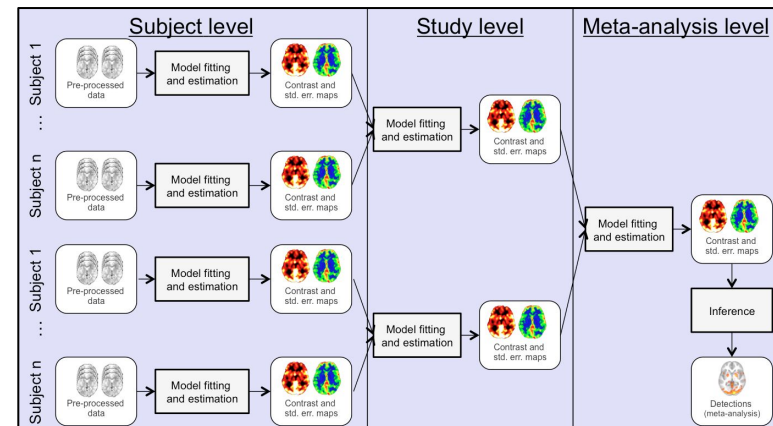 Subject level
Study level
Meta-analysis level
Subject 1
Pre-processed
data
Model fitting
and estimation
Contrast and
std. err. maps
...
Model fitting
and estimation
Contrast and
std. err. maps
Subject n
Pre-processed
data
Model fitting
and estimation
Contrast and
std. err. maps
Model fitting
and estimation
Contrast and
std. err. maps
Subject 1
Pre-processed
data
Model fitting
and estimation
Contrast and
std. err. maps
...
Model fitting
and estimation
Contrast and
std. err. maps
Inference
Subject n
Pre-processed
data
Model fitting
and estimation
Contrast and
std. err. maps
Detections
(meta-analysis)